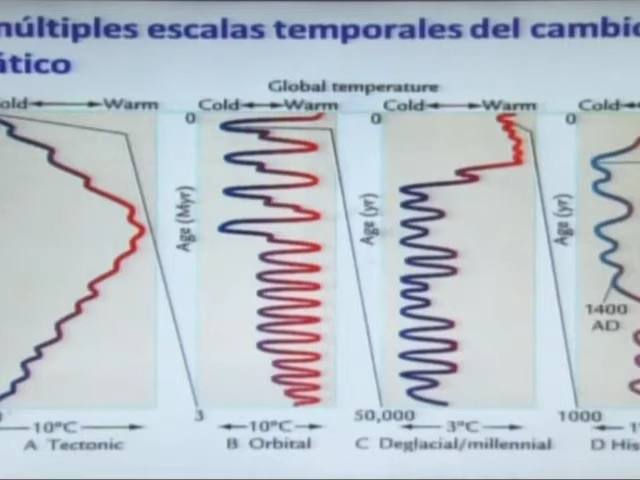 múltiples escalas temporales del cambio
ático
Global temperature
Cold Warm
Cold Warm
Cold Warm
Cold
0
0
0
Age (Myr)
Age (yr)
Age (yr)
1400
AD
3
50,000
1000
10°C
10°C
3°C
A Tectonic
B Orbital
C Deglacial/millennial
D His